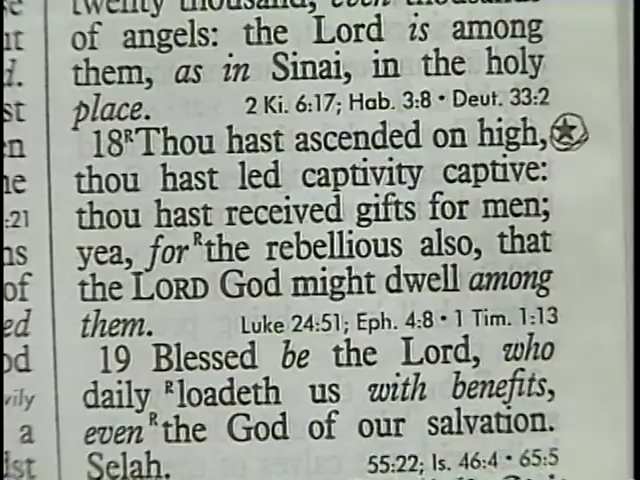 twenty thousand, even thousands
of angels: the Lord is among
them, as in Sinai, in the holy
place. 2 Ki. 6:17; Hab. 3:8 • Deut. 33:2
18 R Thou hast ascended on high,
thou hast led captivity captive:
thou hast received gifts for men;
yea, for R the rebellious also, that
the LORD God might dwell among
them. Luke 24:51; Eph. 4:8 • 1 Tim. 1:13
19 Blessed be the Lord, who
daily R loadeth us with benefits,
even R the God of our salvation.
Selah. 55:22; Is. 46:4 • 65:5